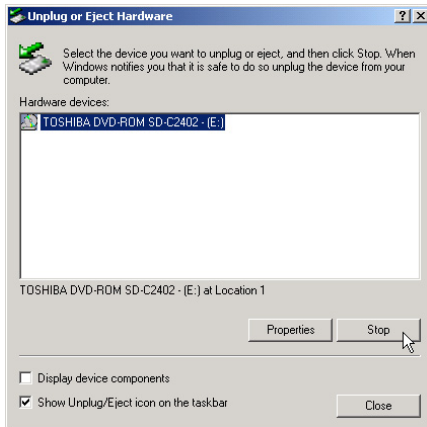 Unplug or Eject Hardware
Select the device you want to unplug or eject, and then click Stop. When
Windows notifies you that it is safe to do so unplug the device from your
computer.
Hardware devices:
TOSHIBA DVD-ROM SD-C2402 - (E:)
TOSHIBA DVD-ROM SD-C2402 - (E:) at Location 1
Properties Stop
Display device components
Show Unplug/Eject icon on the taskbar
Close